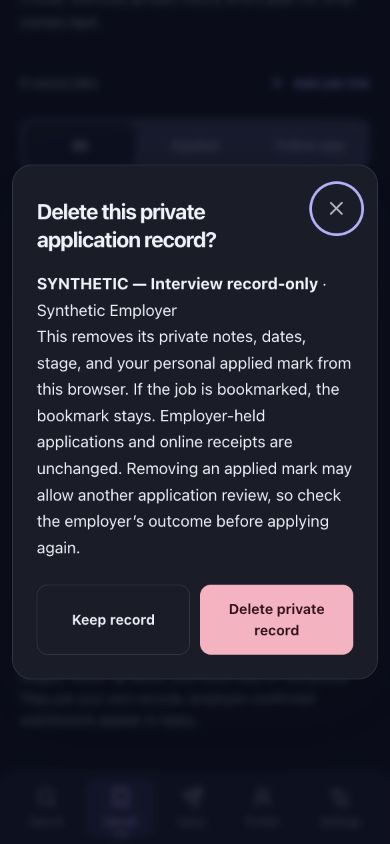 Delete this private
application record?
SYNTHETIC — Interview record-only ·
Synthetic Employer
This removes its private notes, dates,
stage, and your personal applied mark from
this browser. If the job is bookmarked, the
bookmark stays. Employer-held
applications and online receipts are
unchanged. Removing an applied mark may
allow another application review, so check
the employer’s outcome before applying
again.
Keep record
Delete private
record